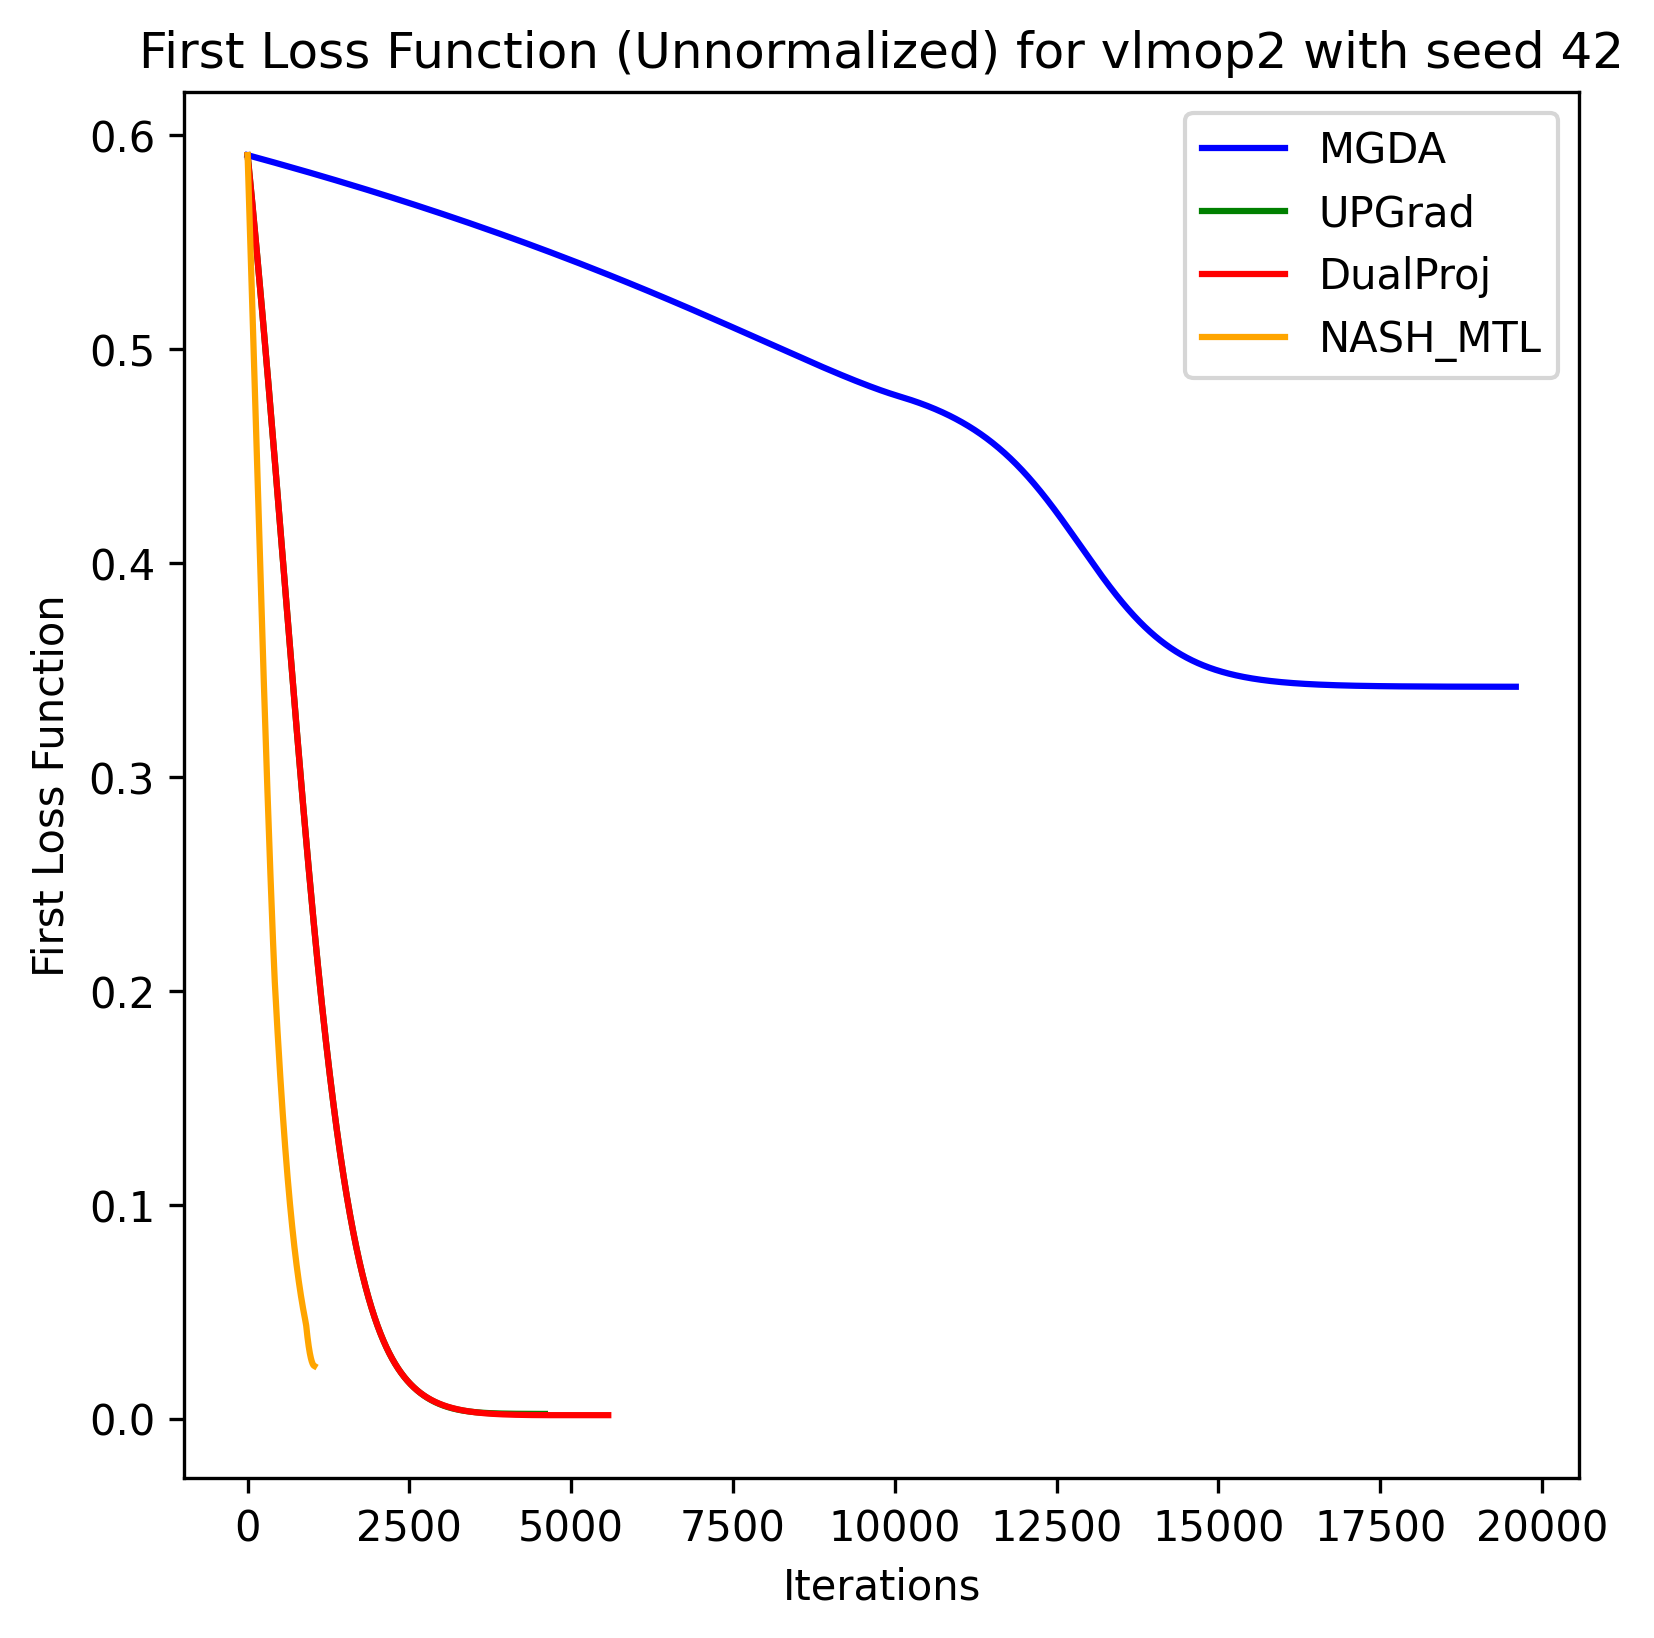 First Loss Function (Unnormalized) for vlmop2 with seed 42
MGDA
UPGrad
DualProj
NASH_MTL
First Loss Function
0.6
0.5
0.4
0.3
0.2
0.1
0.0
0 2500 5000 7500 10000 12500 15000 17500 20000
Iterations